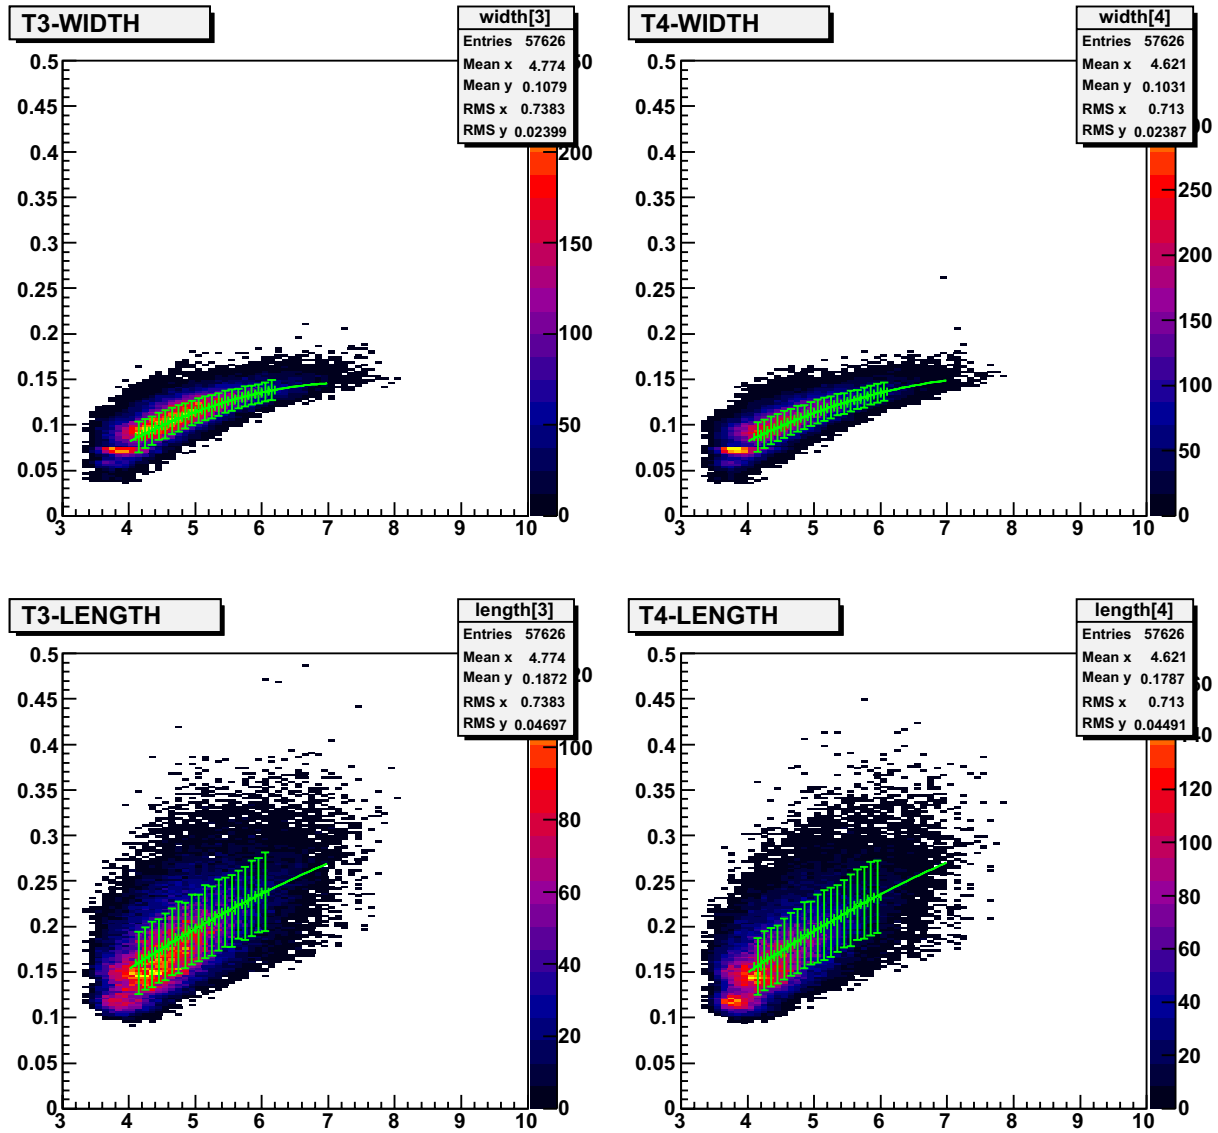 T3-WIDTH
width[3]
Entries 57626
Mean x 4.774
Mean y 0.1079
RMS x 0.7383
RMS y 0.02399
0.5
0.45
0.4
0.35
0.3
0.25
0.2
0.15
0.1
0.05
0
3 4 5 6 7 8 9 10
200
150
100
50
0
T4-WIDTH
width[4]
Entries 57626
Mean x 4.621
Mean y 0.1031
RMS x 0.713
RMS y 0.02387
0.5
0.45
0.4
0.35
0.3
0.25
0.2
0.15
0.1
0.05
0
3 4 5 6 7 8 9 10
250
200
150
100
50
0
T3-LENGTH
length[3]
Entries 57626
Mean x 4.774
Mean y 0.1872
RMS x 0.7383
RMS y 0.04697
0.5
0.45
0.4
0.35
0.3
0.25
0.2
0.15
0.1
0.05
0
3 4 5 6 7 8 9 10
100
80
60
40
20
0
T4-LENGTH
length[4]
Entries 57626
Mean x 4.621
Mean y 0.1787
RMS x 0.713
RMS y 0.04491
0.5
0.45
0.4
0.35
0.3
0.25
0.2
0.15
0.1
0.05
0
3 4 5 6 7 8 9 10
120
100
80
60
40
20
0